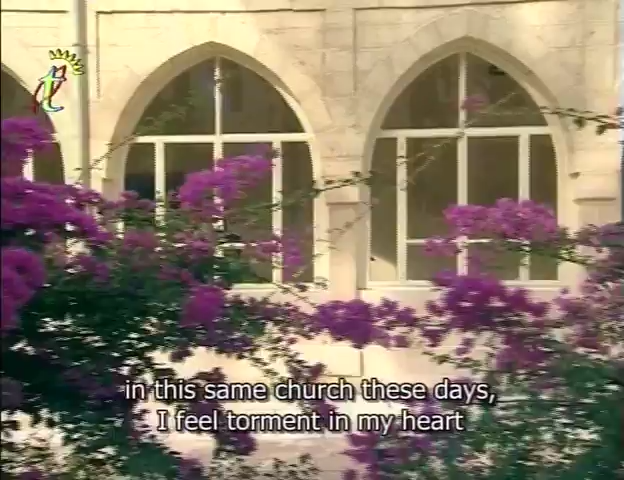 in this same church these days,
I feel torment in my heart